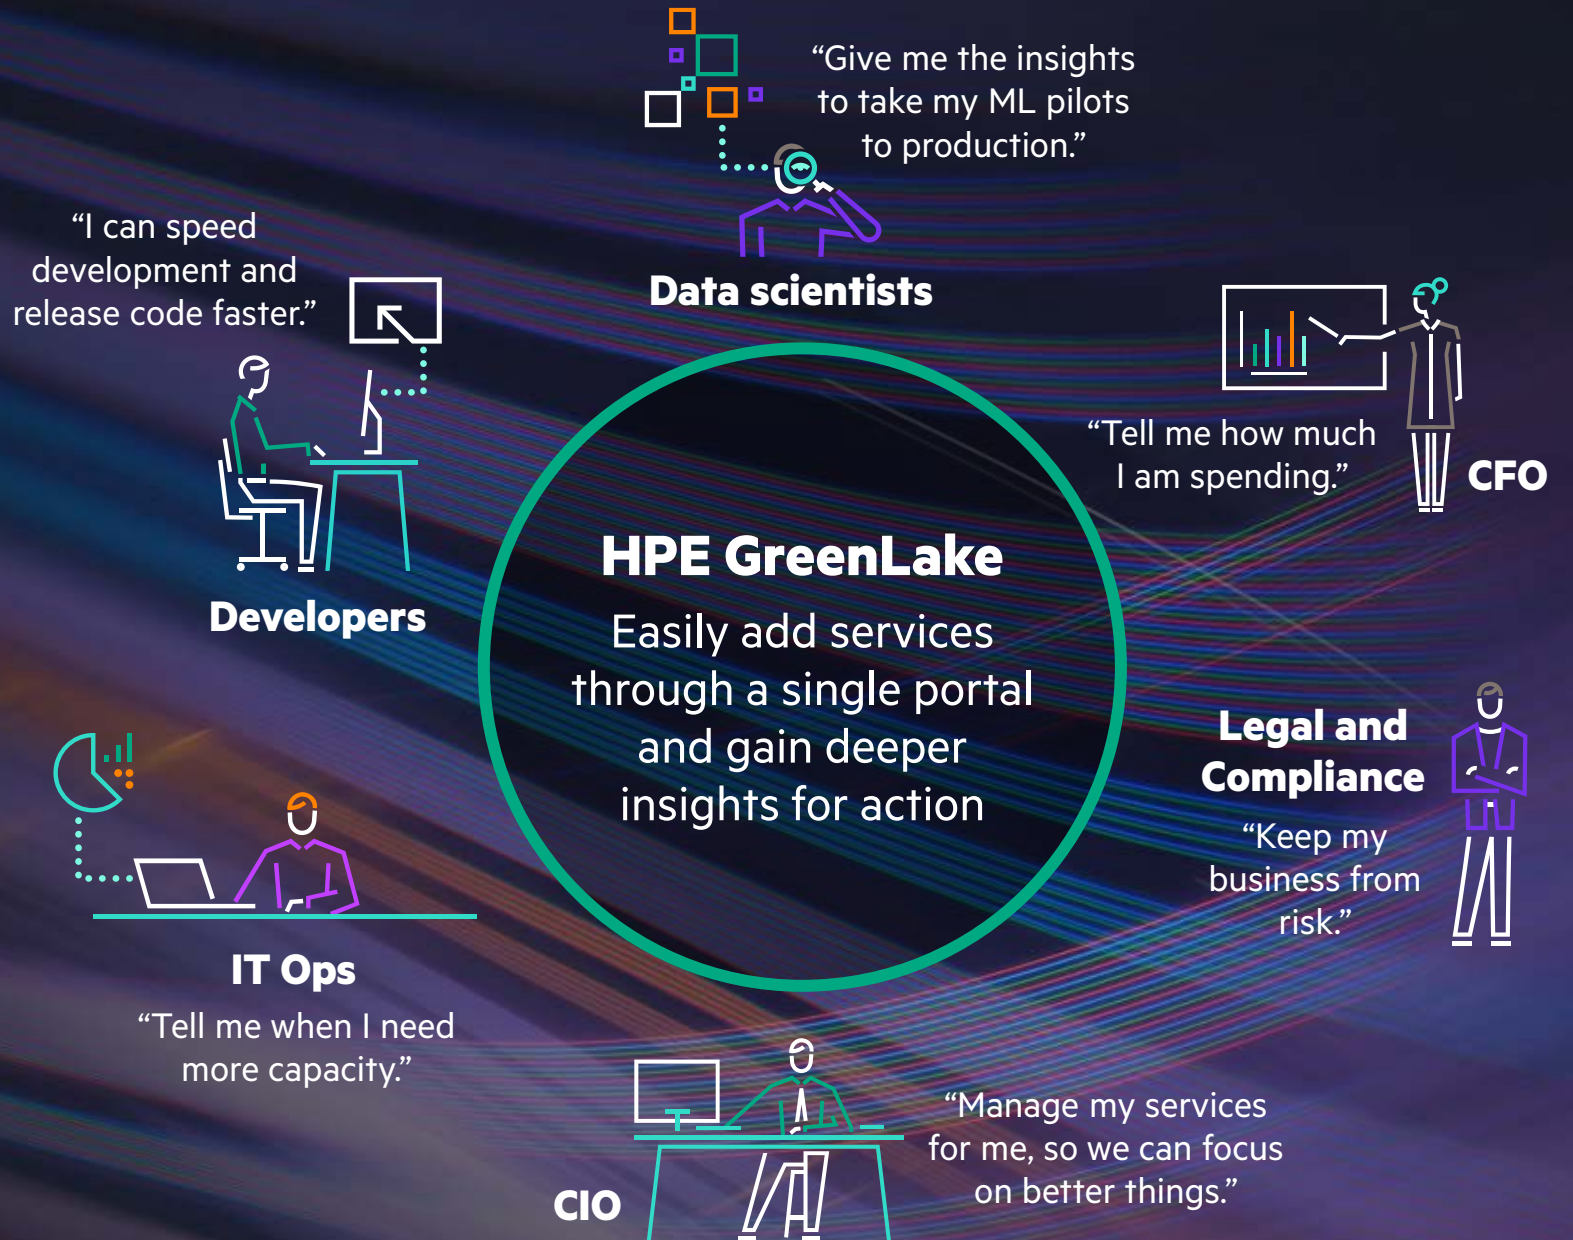 “Give me the insights
to take my ML pilots
to production.”
Data scientists
“I can speed
development and
release code faster.”
Developers
“Tell me how much
I am spending.”
CFO
HPE GreenLake
Easily add services
through a single portal
and gain deeper
insights for action
Legal and
Compliance
“Keep my
business from
risk.”
IT Ops
“Tell me when I need
more capacity.”
CIO
“Manage my services
for me, so we can focus
on better things.”